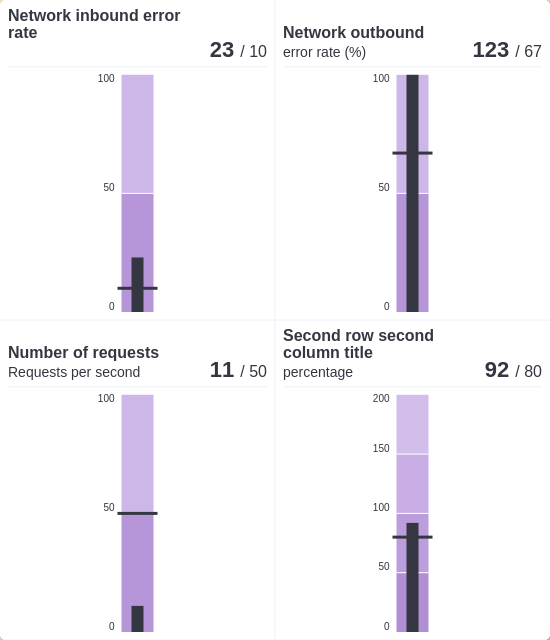 Network inbound error
rate
23 / 10
100
50
0
Network outbound
error rate (%)
123 / 67
100
50
0
Number of requests
Requests per second
11 / 50
100
50
0
Second row second
column title
percentage
92 / 80
200
150
100
50
0